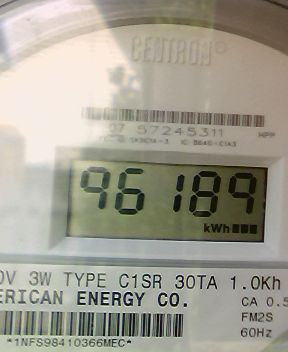 CENTRON®
07 57245311 HPP
96189
kWh
0V 3W TYPE C1SR 30TA 1.0Kh
ERICAN ENERGY CO.
CA 0.5
FM2S
60Hz
*1NFS98410366MEC*